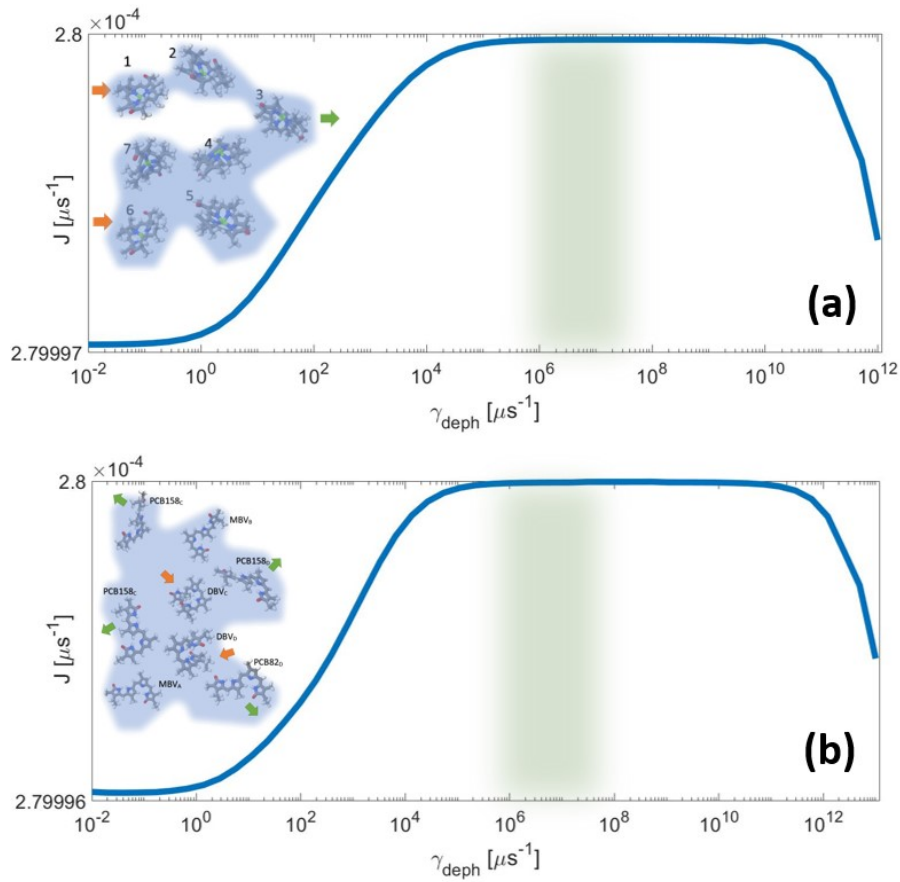 ×10⁻⁴
2.8
1
2
3
4
5
6
7
J [μs⁻¹]
(a)
2.79997
10⁻² 10⁰ 10² 10⁴ 10⁶ 10⁸ 10¹⁰ 10¹²
γdeph [μs⁻¹]
×10⁻⁴
2.8
PCB158C
MBVB
PCB158D
PCB158C
DBVC
DBVD
PCB82D
MBVA
J [μs⁻¹]
(b)
2.79996
10⁻² 10⁰ 10² 10⁴ 10⁶ 10⁸ 10¹⁰ 10¹²
γdeph [μs⁻¹]